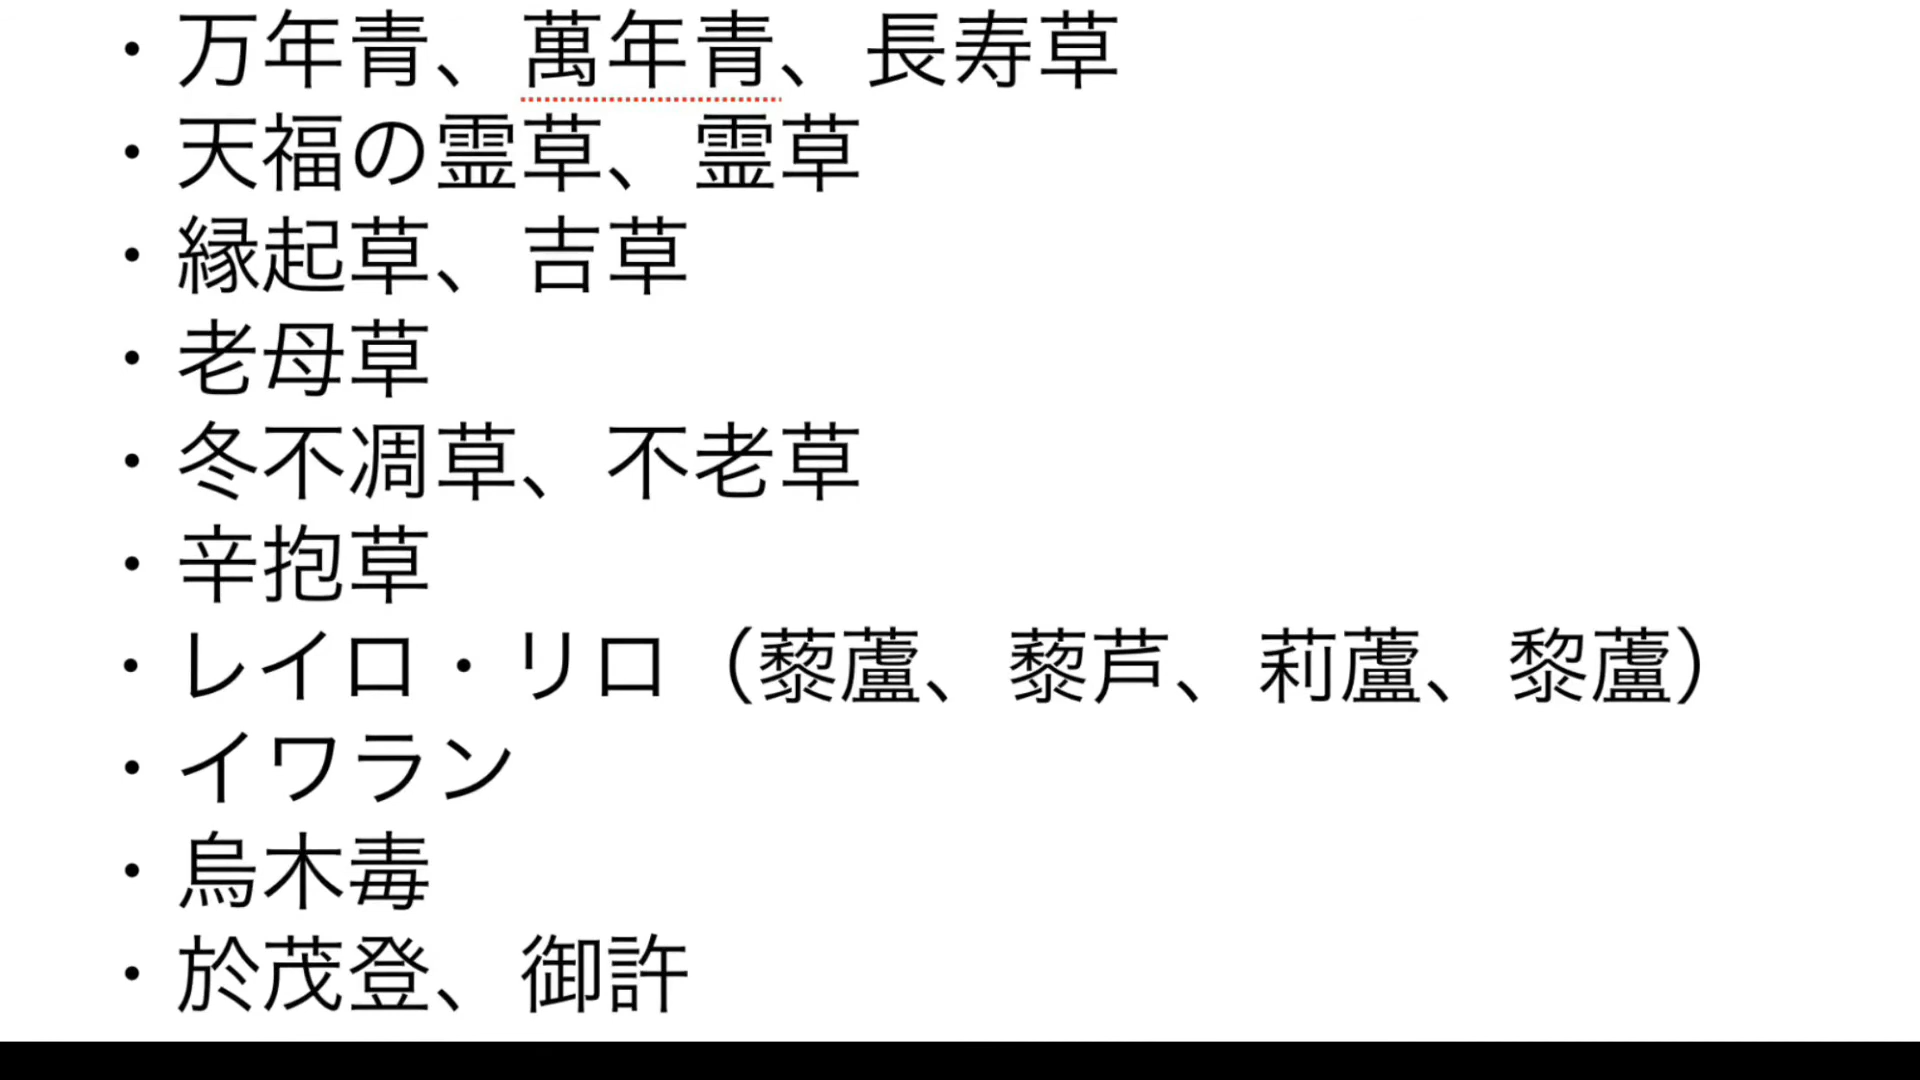 ・万年青、萬年青、長寿草
・天福の霊草、霊草
・縁起草、吉草
・老母草
・冬不凋草、不老草
・辛抱草
・レイロ・リロ（藜蘆、藜芦、莉蘆、黎蘆）
・イワラン
・烏木毒
・於茂登、御許